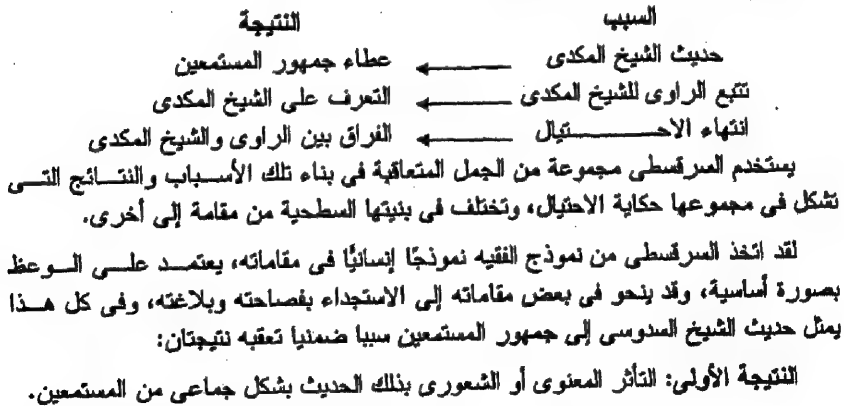 السبب النتيجة
حديث الشيخ المكدى ← عطاء جمهور المستمعين
تتبع الراوى للشيخ المكدى ← التعرف على الشيخ المكدى
انتهاء الاحتيال ← الفراق بين الراوى والشيخ المكدى
يستخدم السرقسطى مجموعة من الجمل المتعاقبة فى بناء تلك الأسباب والنتائج التى
تشكل فى مجموعها حكاية الاحتيال، وتختلف فى بنيتها السطحية من مقامة إلى أخرى.
لقد اتخذ السرقسطى من نموذج الفقيه نموذجًا إنسانيًا فى مقاماته، يعتمد على الوعظ
بصورة أساسية، وقد ينحو فى بعض مقاماته إلى الاستجداء بفصاحته وبلاغته، وفى كل هذا
يمثل حديث الشيخ السدوسى إلى جمهور المستمعين سببا ضمنيا تعقبه نتيجتان:
النتيجة الأولى: التأثر المعنوى أو الشعورى بذلك الحديث بشكل جماعى من المستمعين.